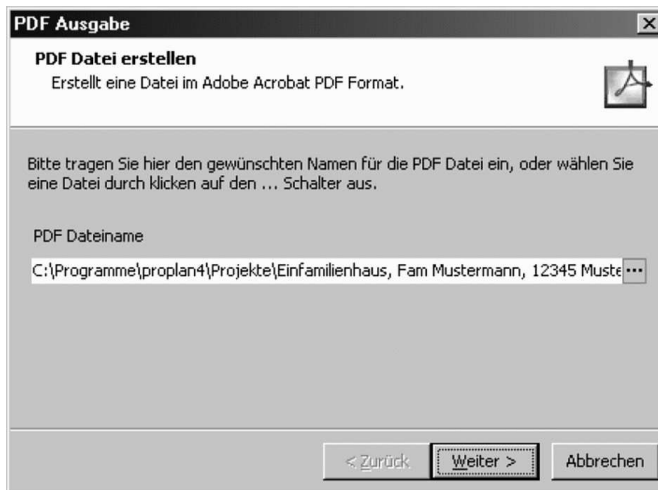 PDF Ausgabe
PDF Datei erstellen
Erstellt eine Datei im Adobe Acrobat PDF Format.
Bitte tragen Sie hier den gewünschten Namen für die PDF Datei ein, oder wählen Sie
eine Datei durch klicken auf den ... Schalter aus.
PDF Dateiname
C:\Programme\proplan4\Projekte\Einfamilienhaus, Fam Mustermann, 12345 Muste ...
< Zurück Weiter > Abbrechen